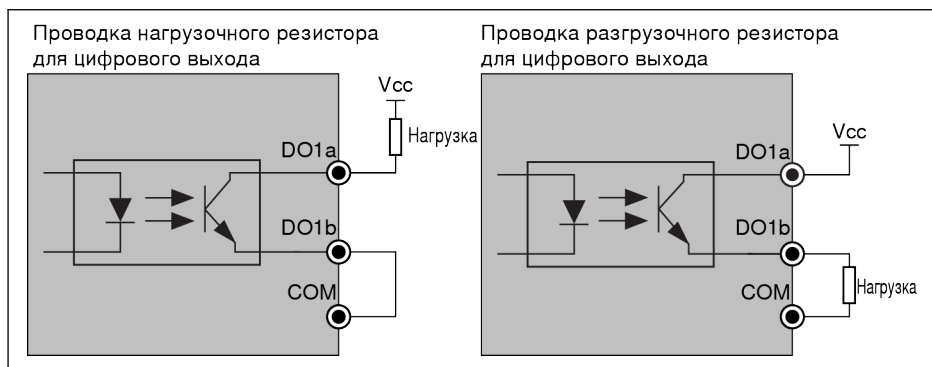 Проводка нагрузочного резистора
для цифрового выхода
Vcc
Нагрузка
DO1a
DO1b
COM
Проводка разгрузочного резистора
для цифрового выхода
Vcc
DO1a
DO1b
COM
Нагрузка